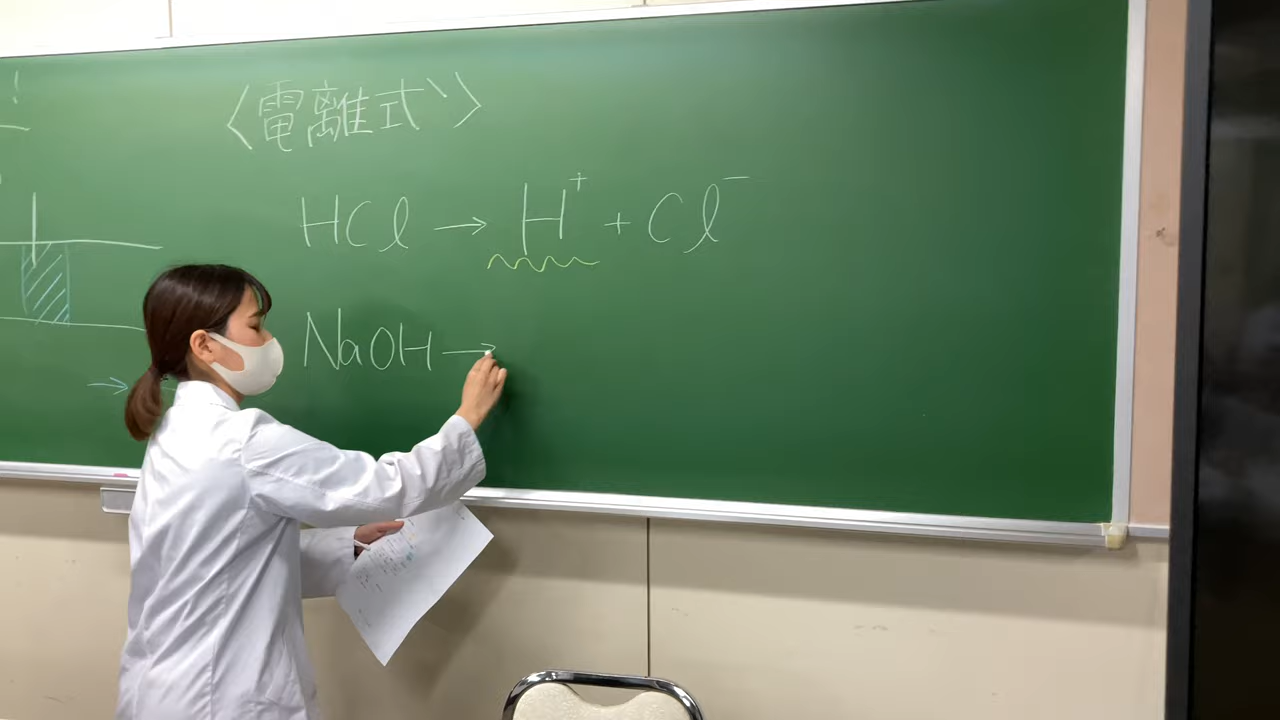 〈電離式〉
HCl → H⁺ + Cl⁻
NaOH →